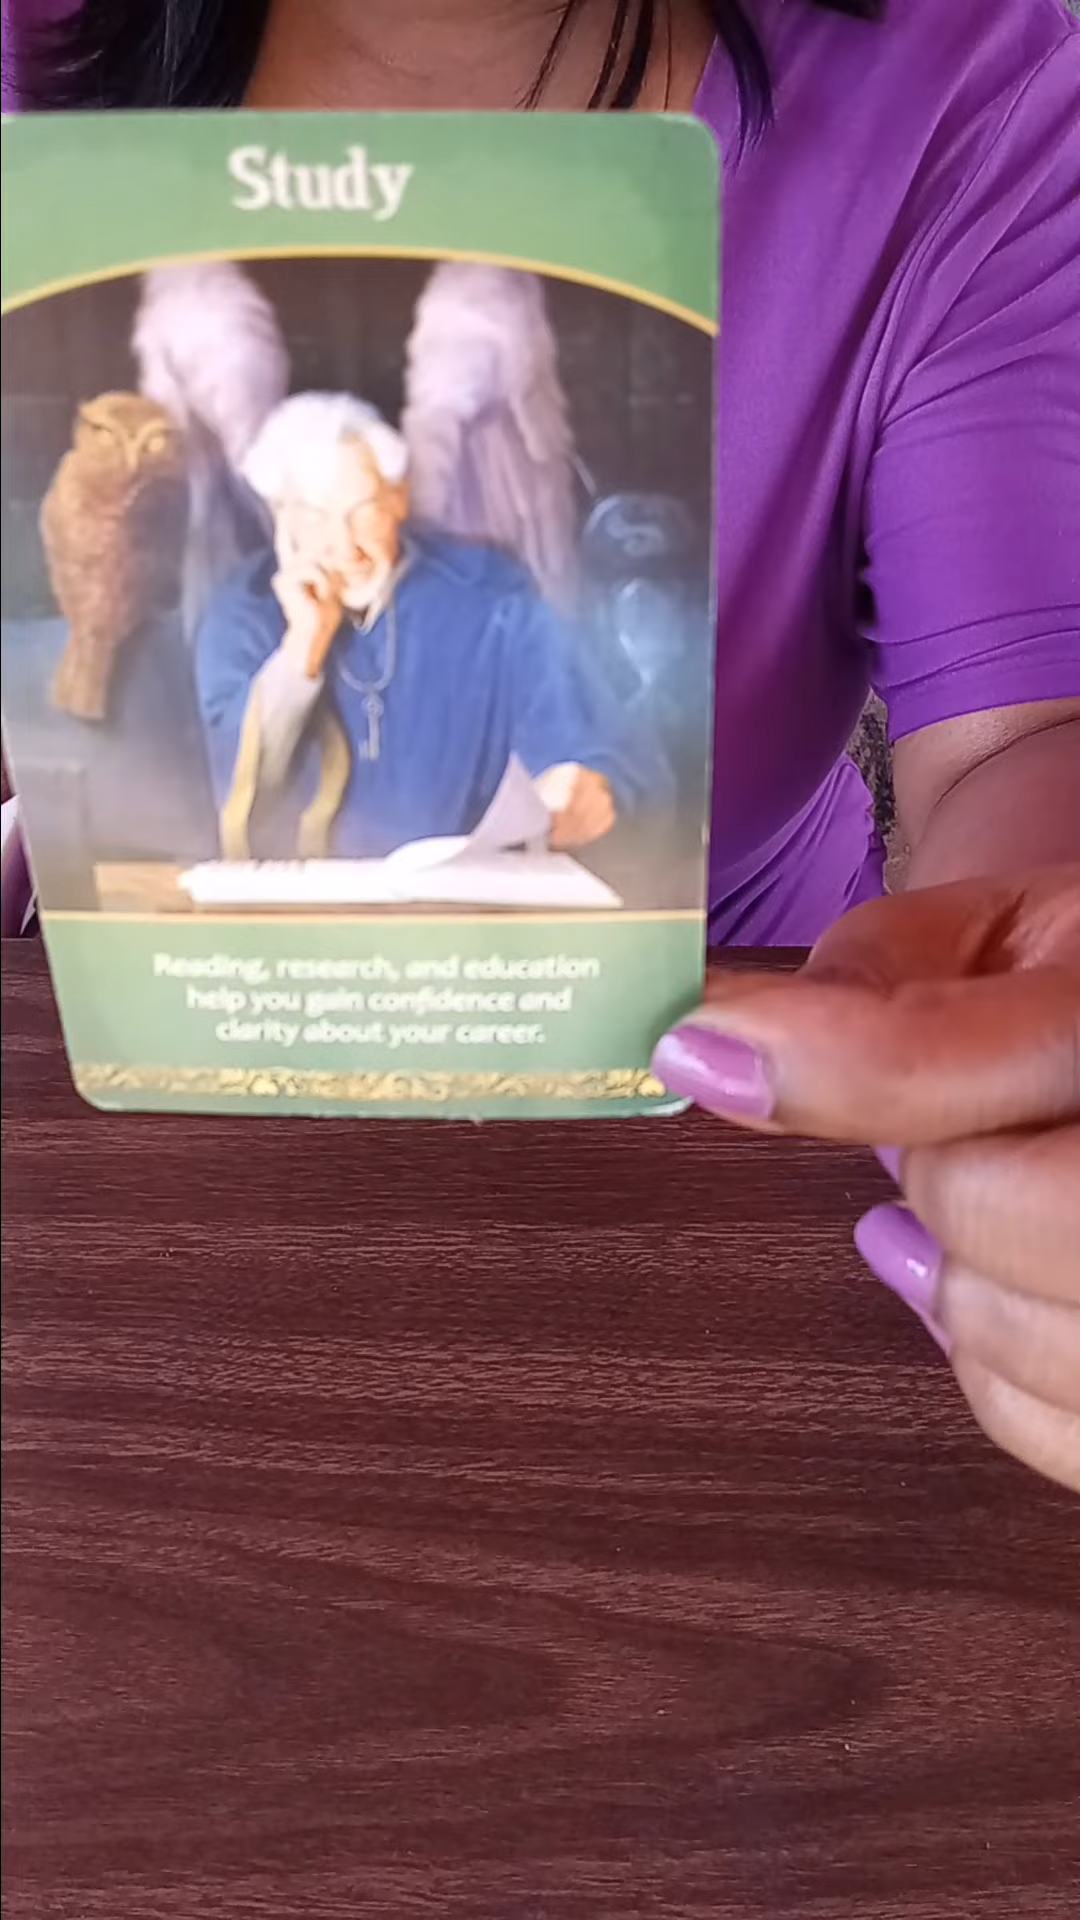 Study
Reading, research, and education
help you gain confidence and
clarity about your career.